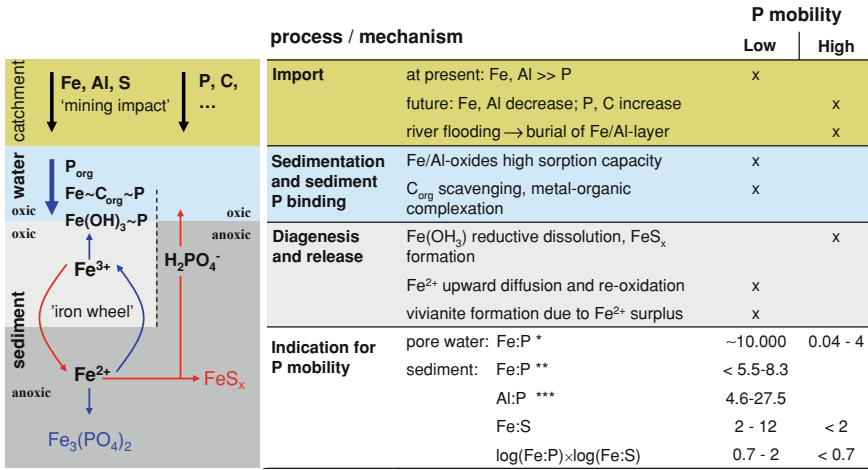 catchment
Fe, Al, S
'mining impact'
P, C,
...
water
P_org
Fe~C_org~P
Fe(OH)_3~P
oxic
oxic
oxic
anoxic
sediment
Fe³⁺
H₂PO₄⁻
'iron wheel'
Fe²⁺
FeSₓ
anoxic
Fe₃(PO₄)₂
process / mechanism
P mobility
Low High
Import at present: Fe, Al >> P x
future: Fe, Al decrease; P, C increase x
river flooding → burial of Fe/Al-layer x
Sedimentation Fe/Al-oxides high sorption capacity x
and sediment
P binding C_org scavenging, metal-organic x
complexation
Diagenesis Fe(OH₃) reductive dissolution, FeSₓ x
and release formation
Fe²⁺ upward diffusion and re-oxidation x
vivianite formation due to Fe²⁺ surplus x
Indication for pore water: Fe:P * ~10.000 0.04 - 4
P mobility sediment: Fe:P ** < 5.5-8.3
Al:P *** 4.6-27.5
Fe:S 2 - 12 < 2
log(Fe:P)×log(Fe:S) 0.7 - 2 < 0.7